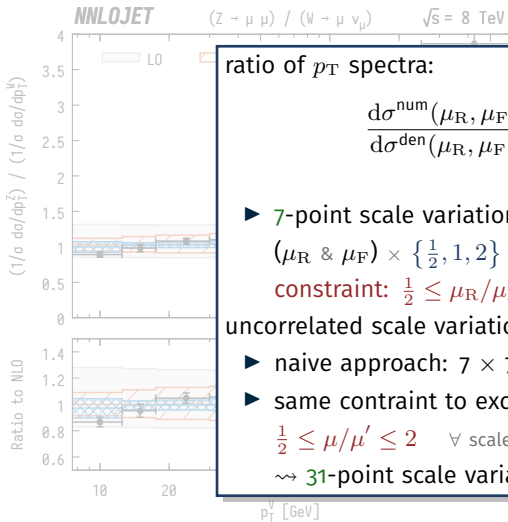 NNLOJET (Z → μ μ) / (W → μ ν_μ) √s = 8 TeV
4
3.5
3
2.5
2
1.5
1
0.5
0
(1/σ dσ/dp_T^Z) / (1/σ dσ/dp_T^W)
LO
ratio of p_T spectra:
dσ^num(μ_R, μ_F
dσ^den(μ_R, μ_F
▶ 7-point scale variation
(μ_R & μ_F) × {1/2, 1, 2}
constraint: 1/2 ≤ μ_R/μ
uncorrelated scale variatio
▶ naive approach: 7 × 7
▶ same contraint to exc
1/2 ≤ μ/μ′ ≤ 2 ∀ scale
⇝ 31-point scale varia
1.4
1.2
1
0.8
0.6
Ratio to NLO
10 20
p_T^V [GeV]